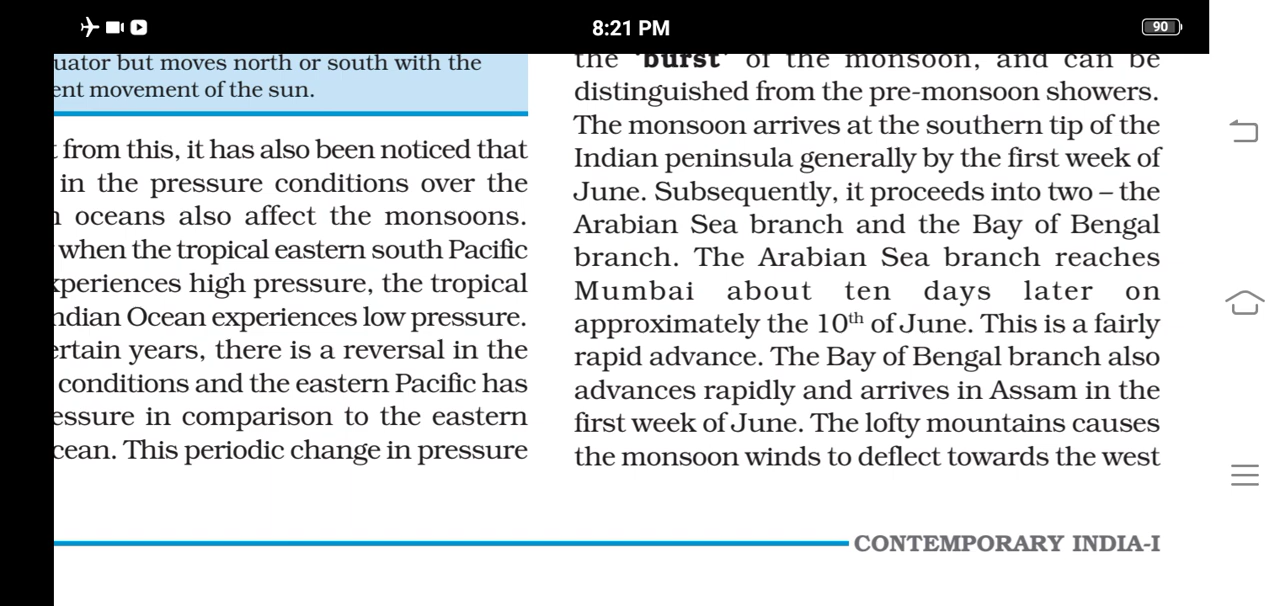 8:21 PM
90
but moves north or south with the
movement of the sun.
from this, it has also been noticed that
in the pressure conditions over the
oceans also affect the monsoons.
when the tropical eastern south Pacific
high pressure, the tropical
Ocean experiences low pressure.
years, there is a reversal in the
conditions and the eastern Pacific has
in comparison to the eastern
This periodic change in pressure
the 'burst' of the monsoon, and can be
distinguished from the pre-monsoon showers.
The monsoon arrives at the southern tip of the
Indian peninsula generally by the first week of
June. Subsequently, it proceeds into two – the
Arabian Sea branch and the Bay of Bengal
branch. The Arabian Sea branch reaches
Mumbai about ten days later on
approximately the 10th of June. This is a fairly
rapid advance. The Bay of Bengal branch also
advances rapidly and arrives in Assam in the
first week of June. The lofty mountains causes
the monsoon winds to deflect towards the west
CONTEMPORARY INDIA-I